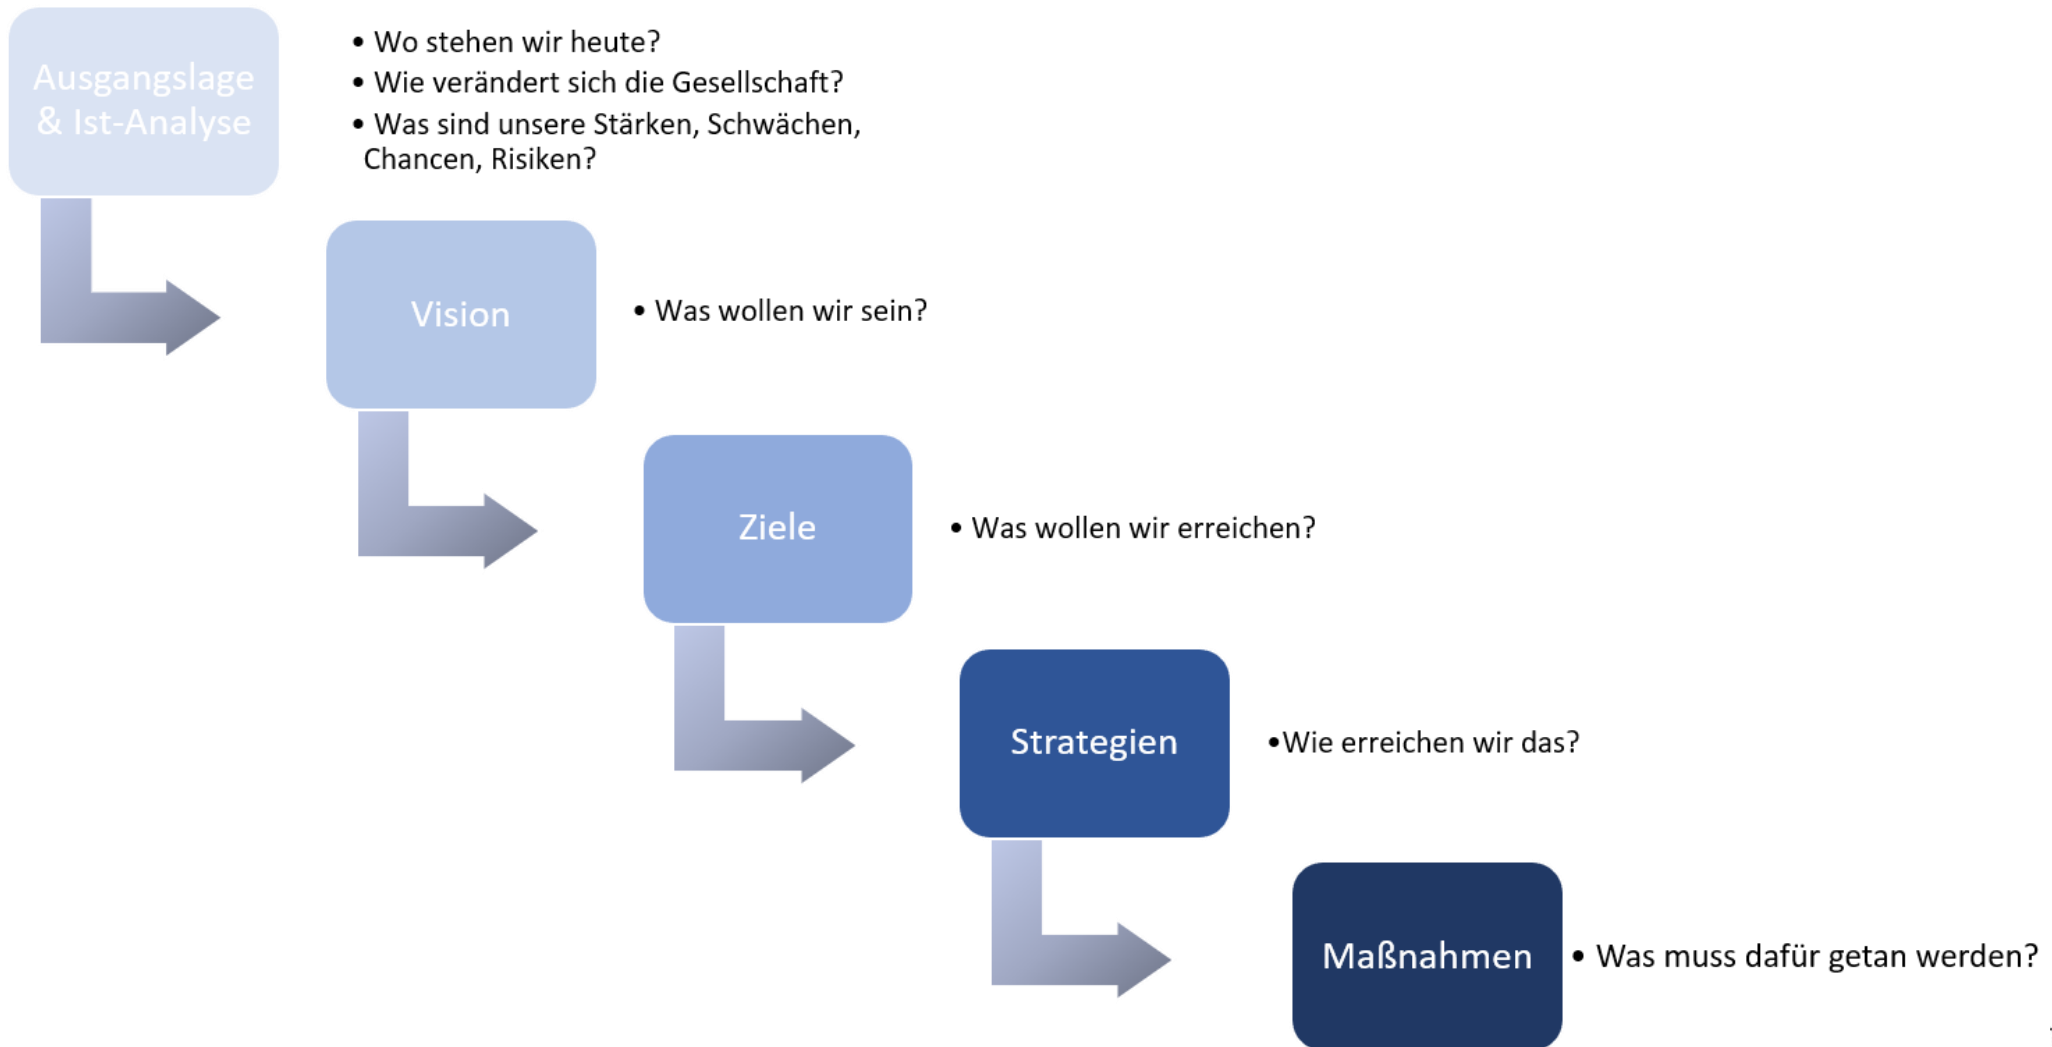 Ausgangslage
& Ist-Analyse
• Wo stehen wir heute?
• Wie verändert sich die Gesellschaft?
• Was sind unsere Stärken, Schwächen,
Chancen, Risiken?
Vision
• Was wollen wir sein?
Ziele
• Was wollen wir erreichen?
Strategien
•Wie erreichen wir das?
Maßnahmen
• Was muss dafür getan werden?